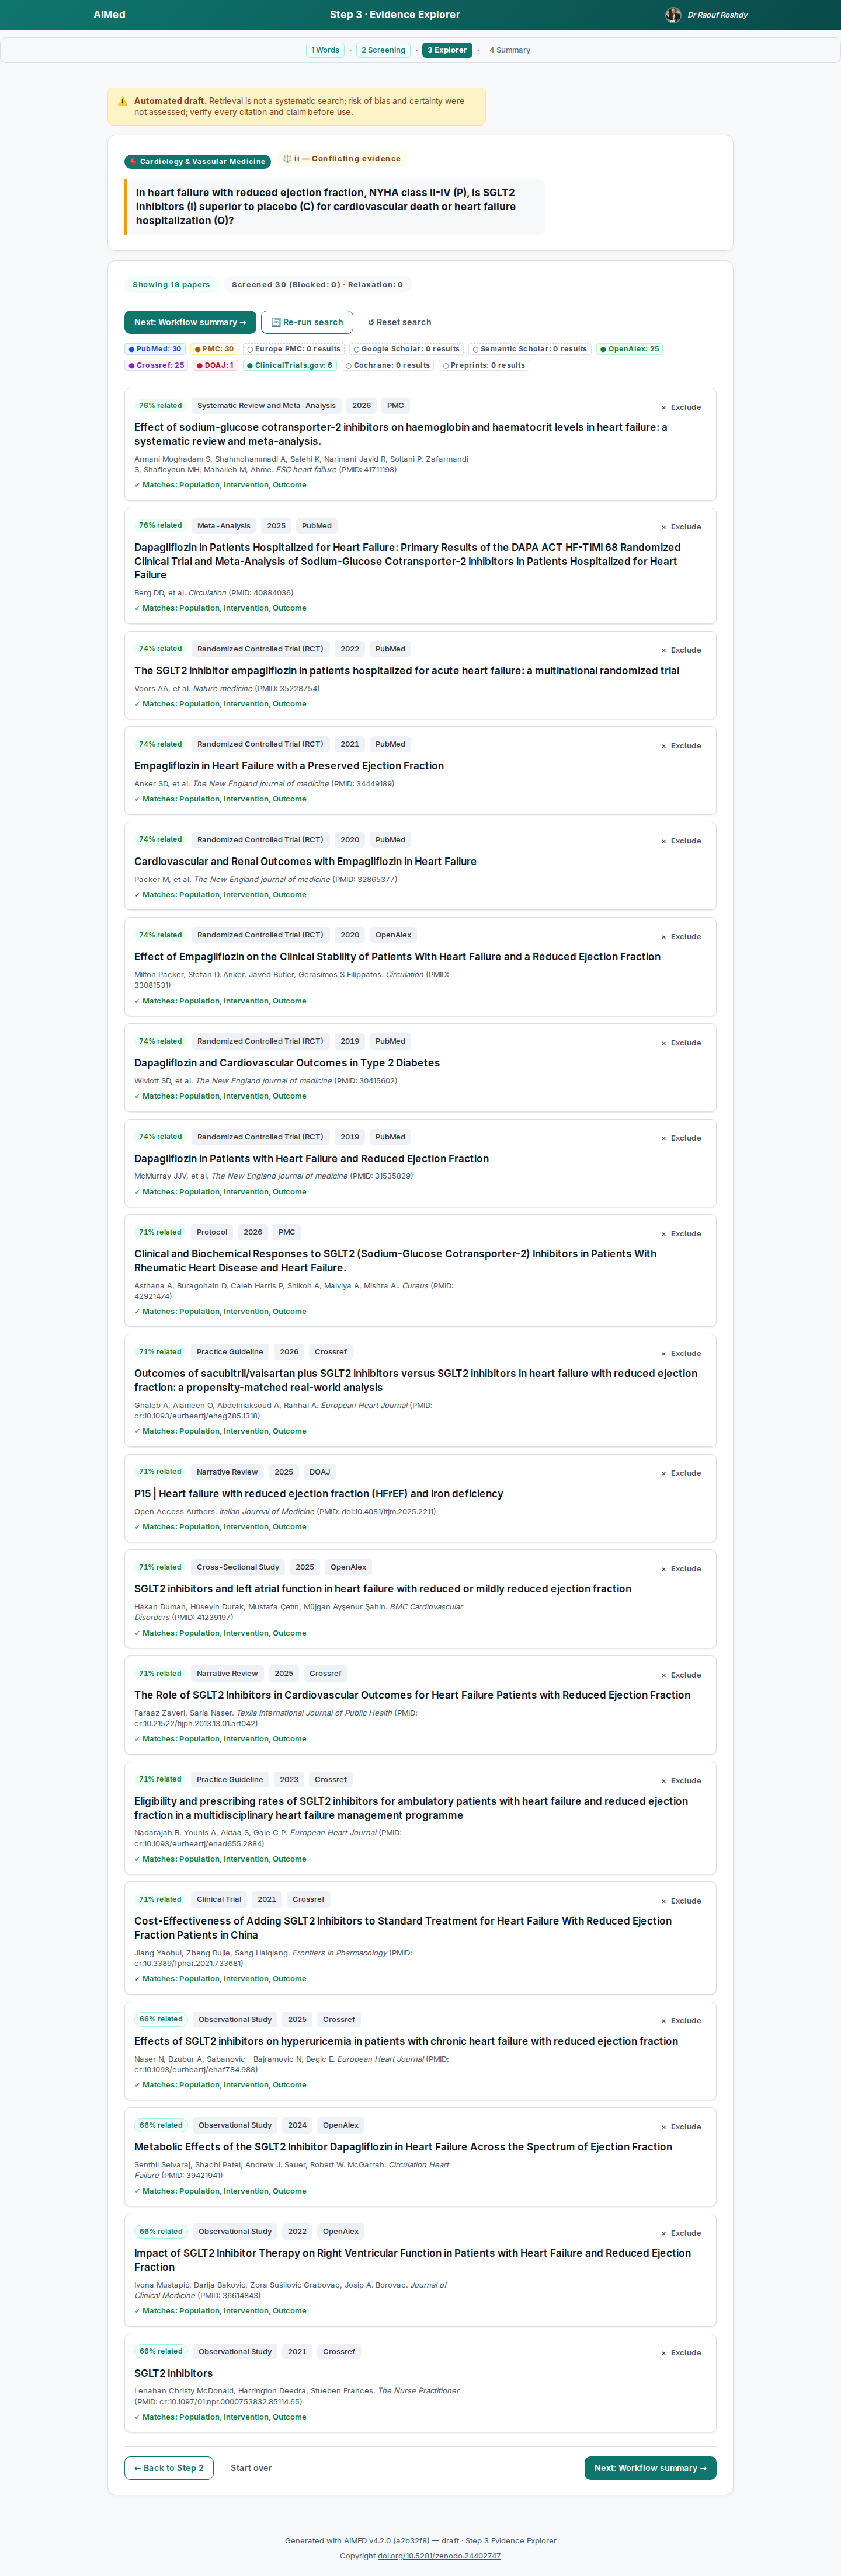 AIMed
Step 3 · Evidence Explorer
Dr Raouf Roshdy
1 Words · 2 Screening · 3 Explorer · 4 Summary
⚠️ Automated draft. Retrieval is not a systematic search; risk of bias and certainty were
not assessed; verify every citation and claim before use.
🫀 Cardiology & Vascular Medicine ⚖️ ii — Conflicting evidence
In heart failure with reduced ejection fraction, NYHA class II-IV (P), is SGLT2
inhibitors (I) superior to placebo (C) for cardiovascular death or heart failure
hospitalization (O)?
Showing 19 papers Screened 30 (Blocked: 0) · Relaxation: 0
Next: Workflow summary → 🔄 Re-run search ↺ Reset search
● PubMed: 30 ● PMC: 30 ○ Europe PMC: 0 results ○ Google Scholar: 0 results ○ Semantic Scholar: 0 results ● OpenAlex: 25
● Crossref: 25 ● DOAJ: 1 ● ClinicalTrials.gov: 6 ○ Cochrane: 0 results ○ Preprints: 0 results
76% related Systematic Review and Meta-Analysis 2026 PMC × Exclude
Effect of sodium-glucose cotransporter-2 inhibitors on haemoglobin and haematocrit levels in heart failure: a
systematic review and meta-analysis.
Armani Moghadam S, Shahmohammadi A, Salehi K, Narimani-Javid R, Soltani P, Zafarmandi
S, Shafieyoun MH, Mahalleh M, Ahme. ESC heart failure (PMID: 41711198)
✓ Matches: Population, Intervention, Outcome
76% related Meta-Analysis 2025 PubMed × Exclude
Dapagliflozin in Patients Hospitalized for Heart Failure: Primary Results of the DAPA ACT HF-TIMI 68 Randomized
Clinical Trial and Meta-Analysis of Sodium-Glucose Cotransporter-2 Inhibitors in Patients Hospitalized for Heart
Failure
Berg DD, et al. Circulation (PMID: 40884036)
✓ Matches: Population, Intervention, Outcome
74% related Randomized Controlled Trial (RCT) 2022 PubMed × Exclude
The SGLT2 inhibitor empagliflozin in patients hospitalized for acute heart failure: a multinational randomized trial
Voors AA, et al. Nature medicine (PMID: 35228754)
✓ Matches: Population, Intervention, Outcome
74% related Randomized Controlled Trial (RCT) 2021 PubMed × Exclude
Empagliflozin in Heart Failure with a Preserved Ejection Fraction
Anker SD, et al. The New England journal of medicine (PMID: 34449189)
✓ Matches: Population, Intervention, Outcome
74% related Randomized Controlled Trial (RCT) 2020 PubMed × Exclude
Cardiovascular and Renal Outcomes with Empagliflozin in Heart Failure
Packer M, et al. The New England journal of medicine (PMID: 32865377)
✓ Matches: Population, Intervention, Outcome
74% related Randomized Controlled Trial (RCT) 2020 OpenAlex × Exclude
Effect of Empagliflozin on the Clinical Stability of Patients With Heart Failure and a Reduced Ejection Fraction
Milton Packer, Stefan D. Anker, Javed Butler, Gerasimos S Filippatos. Circulation (PMID:
33081531)
✓ Matches: Population, Intervention, Outcome
74% related Randomized Controlled Trial (RCT) 2019 PubMed × Exclude
Dapagliflozin and Cardiovascular Outcomes in Type 2 Diabetes
Wiviott SD, et al. The New England journal of medicine (PMID: 30415602)
✓ Matches: Population, Intervention, Outcome
74% related Randomized Controlled Trial (RCT) 2019 PubMed × Exclude
Dapagliflozin in Patients with Heart Failure and Reduced Ejection Fraction
McMurray JJV, et al. The New England journal of medicine (PMID: 31535829)
✓ Matches: Population, Intervention, Outcome
71% related Protocol 2026 PMC × Exclude
Clinical and Biochemical Responses to SGLT2 (Sodium-Glucose Cotransporter-2) Inhibitors in Patients With
Rheumatic Heart Disease and Heart Failure.
Asthana A, Buragohain D, Caleb Harris P, Shikoh A, Malviya A, Mishra A.. Cureus (PMID:
42921474)
✓ Matches: Population, Intervention, Outcome
71% related Practice Guideline 2026 Crossref × Exclude
Outcomes of sacubitril/valsartan plus SGLT2 inhibitors versus SGLT2 inhibitors in heart failure with reduced ejection
fraction: a propensity-matched real-world analysis
Ghaleb A, Alameen O, Abdelmaksoud A, Rahhal A. European Heart Journal (PMID:
cr:10.1093/eurheartj/ehag785.1318)
✓ Matches: Population, Intervention, Outcome
71% related Narrative Review 2025 DOAJ × Exclude
P15 | Heart failure with reduced ejection fraction (HFrEF) and iron deficiency
Open Access Authors. Italian Journal of Medicine (PMID: doi:10.4081/itjm.2025.2211)
✓ Matches: Population, Intervention, Outcome
71% related Cross-Sectional Study 2025 OpenAlex × Exclude
SGLT2 inhibitors and left atrial function in heart failure with reduced or mildly reduced ejection fraction
Hakan Duman, Hüseyin Durak, Mustafa Çetın, Müjgan Ayşenur Şahin. BMC Cardiovascular
Disorders (PMID: 41239197)
✓ Matches: Population, Intervention, Outcome
71% related Narrative Review 2025 Crossref × Exclude
The Role of SGLT2 Inhibitors in Cardiovascular Outcomes for Heart Failure Patients with Reduced Ejection Fraction
Faraaz Zaveri, Saria Naser. Texila International Journal of Public Health (PMID:
cr:10.21522/tijph.2013.13.01.art042)
✓ Matches: Population, Intervention, Outcome
71% related Practice Guideline 2023 Crossref × Exclude
Eligibility and prescribing rates of SGLT2 inhibitors for ambulatory patients with heart failure and reduced ejection
fraction in a multidisciplinary heart failure management programme
Nadarajah R, Younis A, Aktaa S, Gale C P. European Heart Journal (PMID:
cr:10.1093/eurheartj/ehad655.2884)
✓ Matches: Population, Intervention, Outcome
71% related Clinical Trial 2021 Crossref × Exclude
Cost-Effectiveness of Adding SGLT2 Inhibitors to Standard Treatment for Heart Failure With Reduced Ejection
Fraction Patients in China
Jiang Yaohui, Zheng Rujie, Sang Haiqiang. Frontiers in Pharmacology (PMID:
cr:10.3389/fphar.2021.733681)
✓ Matches: Population, Intervention, Outcome
66% related Observational Study 2025 Crossref × Exclude
Effects of SGLT2 inhibitors on hyperuricemia in patients with chronic heart failure with reduced ejection fraction
Naser N, Dzubur A, Sabanovic - Bajramovic N, Begic E. European Heart Journal (PMID:
cr:10.1093/eurheartj/ehaf784.988)
✓ Matches: Population, Intervention, Outcome
66% related Observational Study 2024 OpenAlex × Exclude
Metabolic Effects of the SGLT2 Inhibitor Dapagliflozin in Heart Failure Across the Spectrum of Ejection Fraction
Senthil Selvaraj, Shachi Patel, Andrew J. Sauer, Robert W. McGarrah. Circulation Heart
Failure (PMID: 39421941)
✓ Matches: Population, Intervention, Outcome
66% related Observational Study 2022 OpenAlex × Exclude
Impact of SGLT2 Inhibitor Therapy on Right Ventricular Function in Patients with Heart Failure and Reduced Ejection
Fraction
Ivona Mustapić, Darija Baković, Zora Sušilović Grabovac, Josip A. Borovac. Journal of
Clinical Medicine (PMID: 36614843)
✓ Matches: Population, Intervention, Outcome
66% related Observational Study 2021 Crossref × Exclude
SGLT2 inhibitors
Lenahan Christy McDonald, Harrington Deedra, Stueben Frances. The Nurse Practitioner
(PMID: cr:10.1097/01.npr.0000753832.85114.65)
✓ Matches: Population, Intervention, Outcome
← Back to Step 2 Start over Next: Workflow summary →
Generated with AIMED v4.2.0 (a2b32f8) — draft · Step 3 Evidence Explorer
Copyright doi.org/10.5281/zenodo.24402747